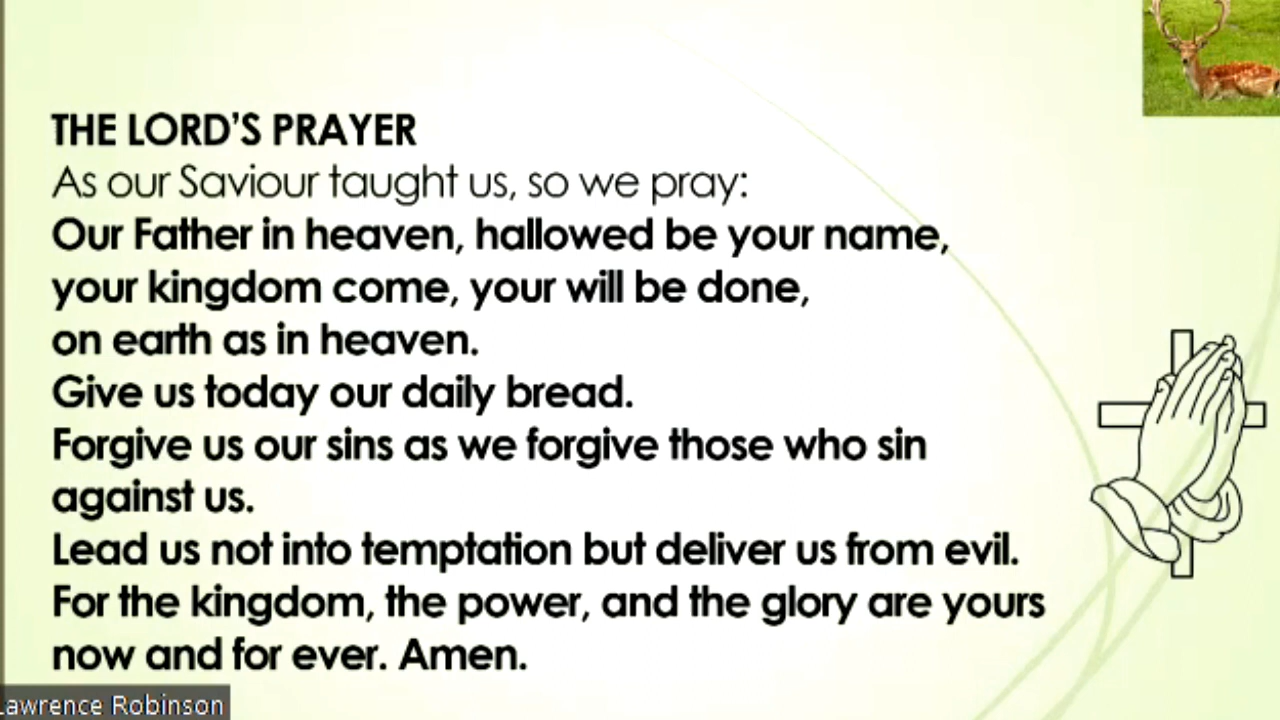 THE LORD'S PRAYER
As our Saviour taught us, so we pray:
Our Father in heaven, hallowed be your name,
your kingdom come, your will be done,
on earth as in heaven.
Give us today our daily bread.
Forgive us our sins as we forgive those who sin
against us.
Lead us not into temptation but deliver us from evil.
For the kingdom, the power, and the glory are yours
now and for ever. Amen.
Lawrence Robinson